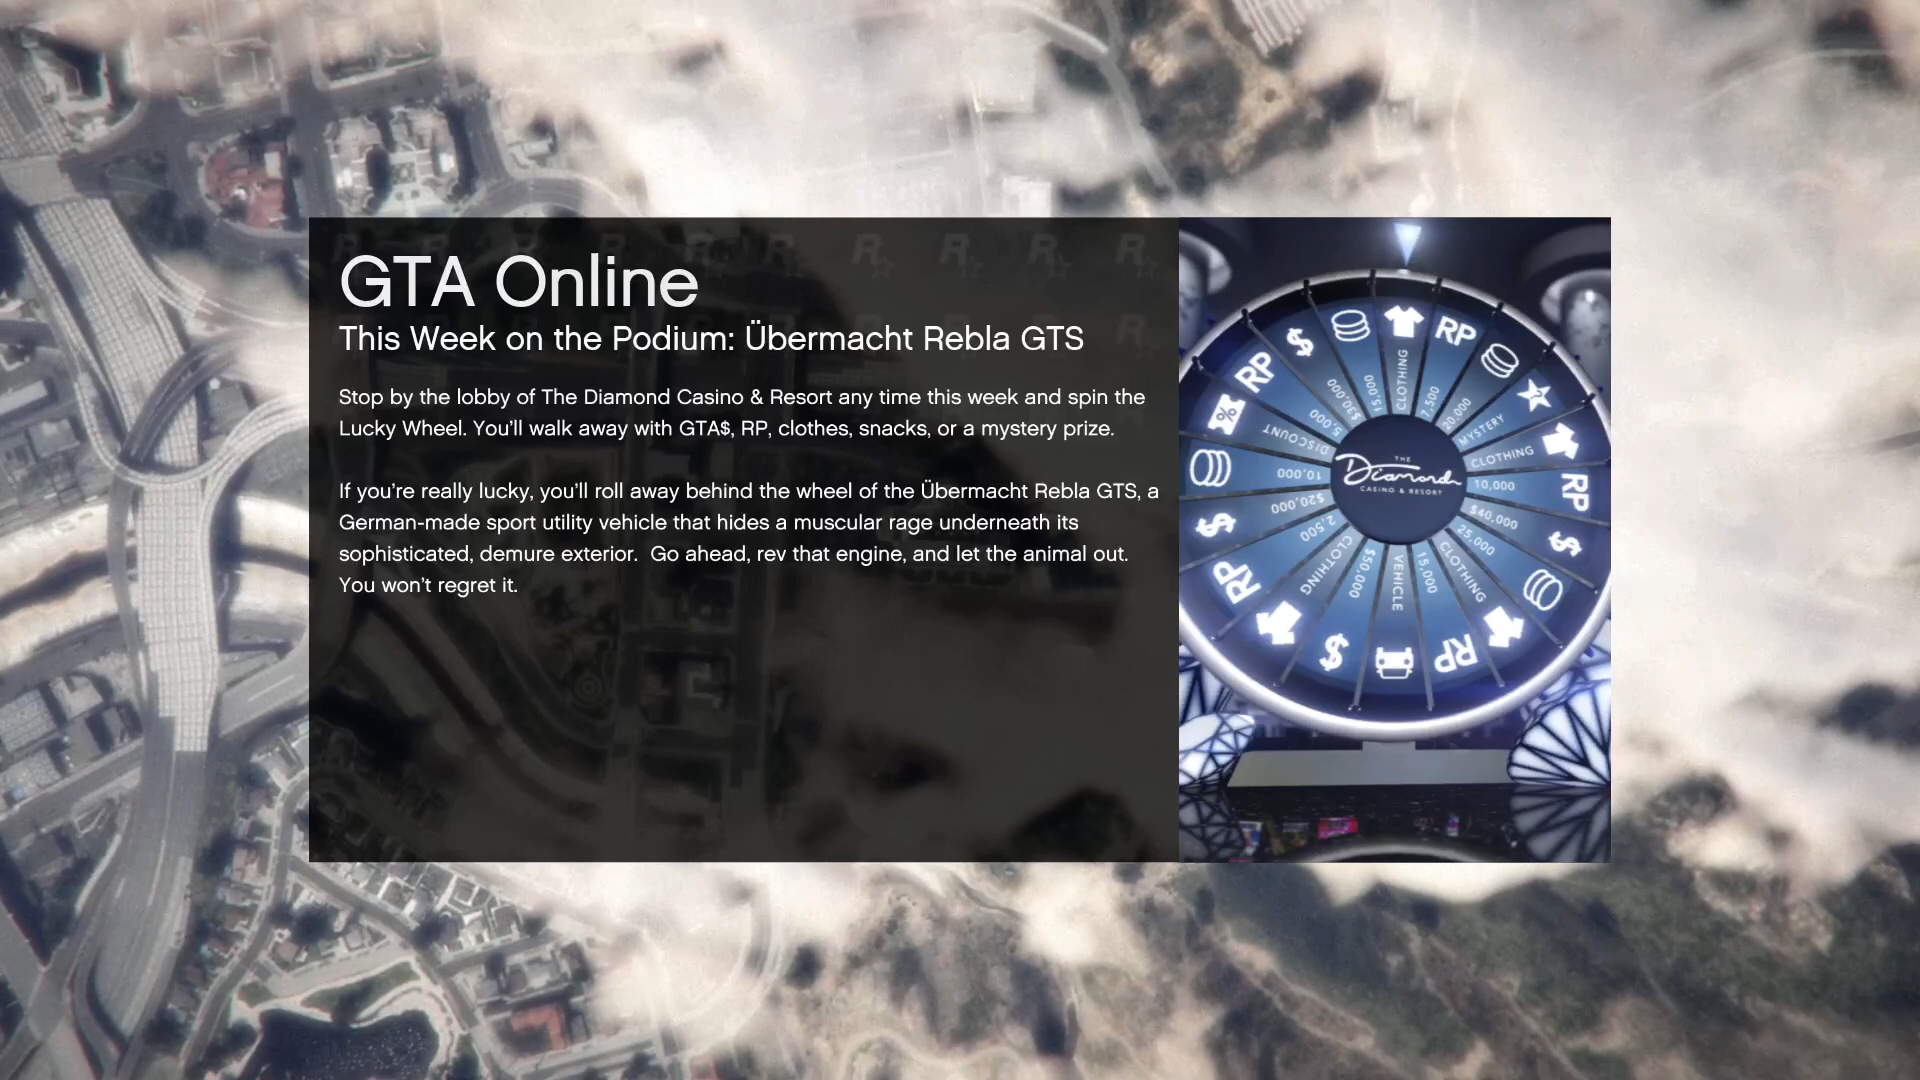 GTA Online
This Week on the Podium: Übermacht Rebla GTS
Stop by the lobby of The Diamond Casino & Resort any time this week and spin the
Lucky Wheel. You'll walk away with GTA$, RP, clothes, snacks, or a mystery prize.
If you're really lucky, you'll roll away behind the wheel of the Übermacht Rebla GTS, a
German-made sport utility vehicle that hides a muscular rage underneath its
sophisticated, demure exterior.  Go ahead, rev that engine, and let the animal out.
You won't regret it.
THE
Diamond
CASINO & RESORT
CLOTHING
RP
7,500
20,000
MYSTERY
CLOTHING
RP
10,000
$
$40,000
25,000
CLOTHING
RP
15,000
VEHICLE
$
$50,000
CLOTHING
RP
2,500
$
$20,000
10,000
%
DISCOUNT
RP
5,000
$
$30,000
15,000